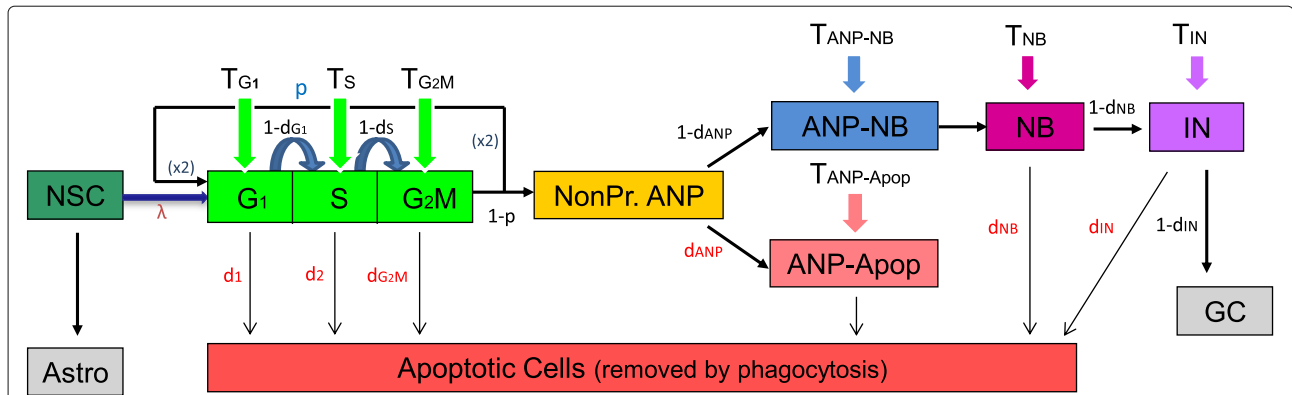 TANP-NB
TNB
TIN
TG1
p
TS
TG2M
1-dG1
1-dS
(x2)
(x2)
1-dANP
ANP-NB
NB
1-dNB
IN
NSC
λ
G1
S
G2M
1-p
NonPr. ANP
TANP-Apop
dANP
ANP-Apop
d1
d2
dG2M
dNB
dIN
1-dIN
GC
Astro
Apoptotic Cells (removed by phagocytosis)